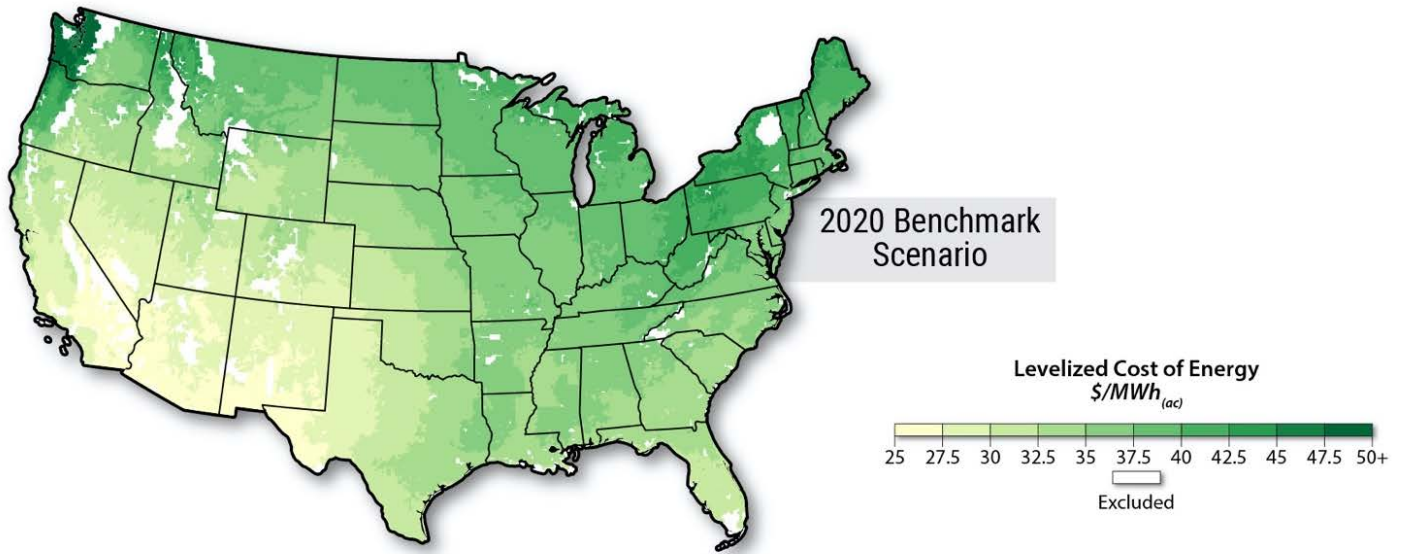 2020 Benchmark
Scenario
Levelized Cost of Energy
$/MWh(ac)
25 27.5 30 32.5 35 37.5 40 42.5 45 47.5 50+
Excluded